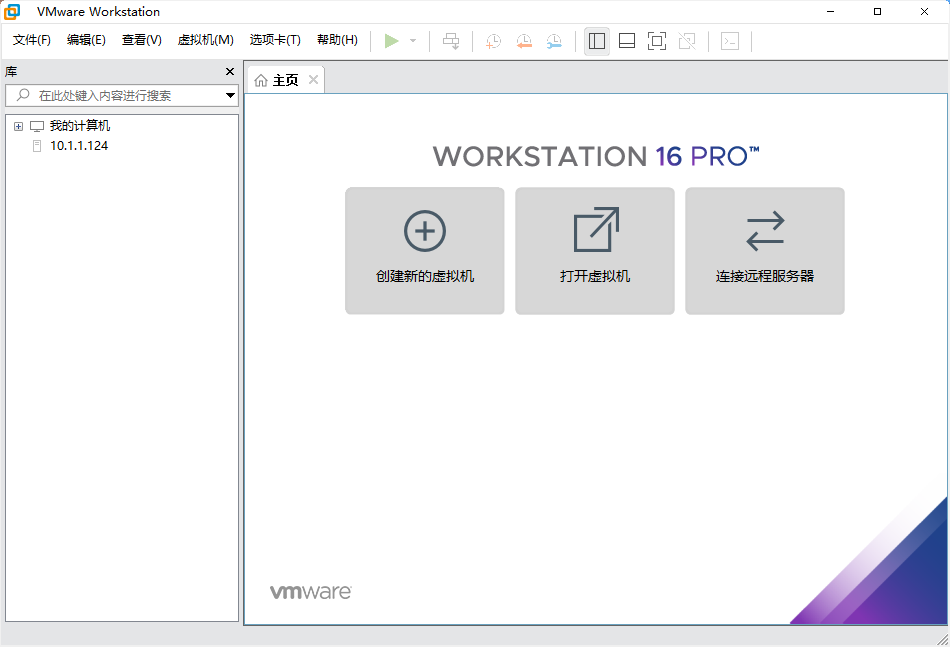 VMware Workstation
文件(F) 编辑(E) 查看(V) 虚拟机(M) 选项卡(T) 帮助(H)
库
在此处键入内容进行搜索
我的计算机
10.1.1.124
主页
WORKSTATION 16 PRO™
创建新的虚拟机 打开虚拟机 连接远程服务器
vmware